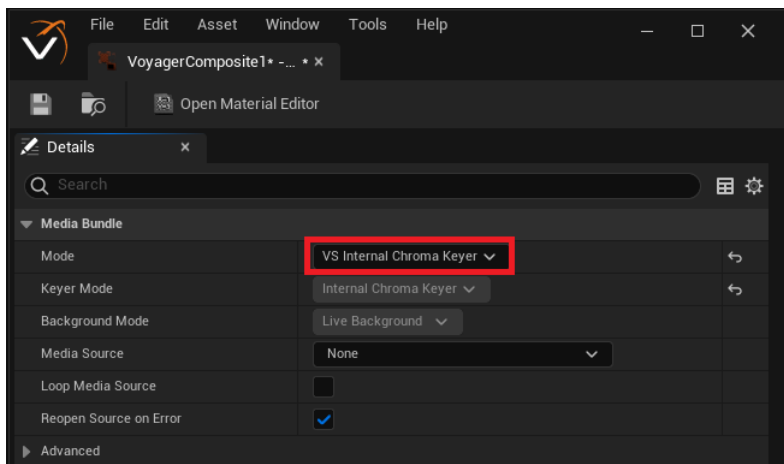 File Edit Asset Window Tools Help
VoyagerComposite1* -... *
Open Material Editor
Details
Search
Media Bundle
Mode VS Internal Chroma Keyer
Keyer Mode Internal Chroma Keyer
Background Mode Live Background
Media Source None
Loop Media Source
Reopen Source on Error
Advanced